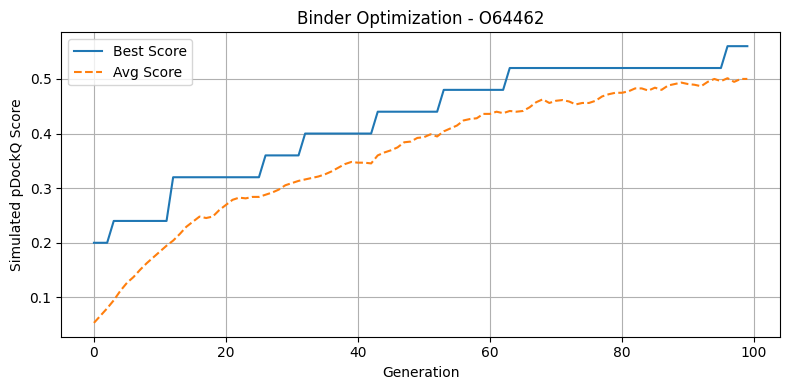 Binder Optimization - O64462
Best Score
Avg Score
Simulated pDockQ Score
0.5
0.4
0.3
0.2
0.1
0 20 40 60 80 100
Generation